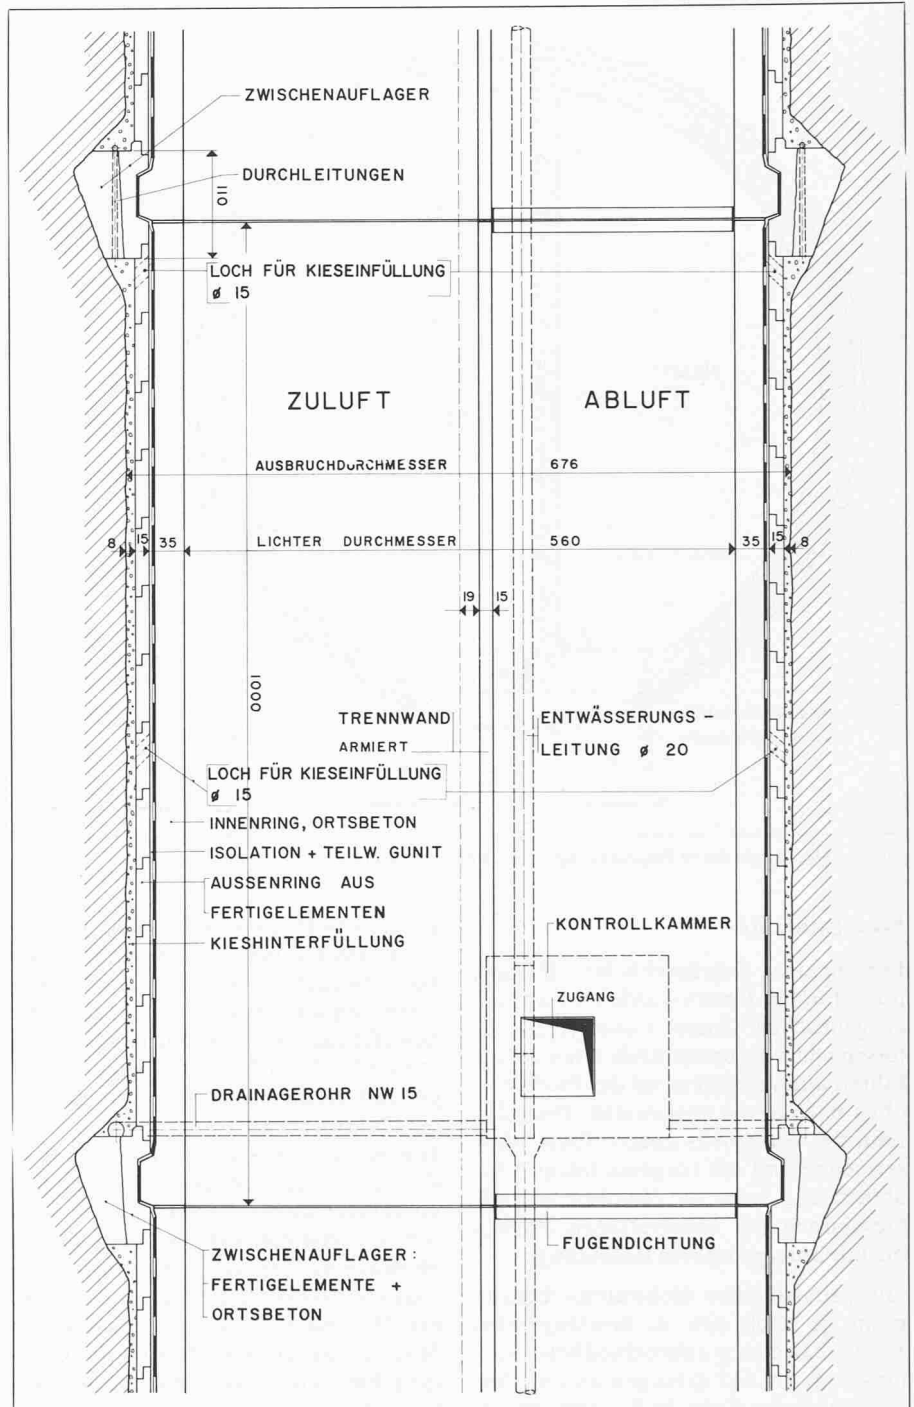 ZWISCHENAUFLAGER
DURCHLEITUNGEN
110
LOCH FÜR KIESEINFÜLLUNG
ø 15
ZULUFT
ABLUFT
AUSBRUCHDURCHMESSER 676
8 15 35 LICHTER DURCHMESSER 560 35 15 8
19 15
1000
TRENNWAND
ARMIERT
ENTWÄSSERUNGS-
LEITUNG ø 20
LOCH FÜR KIESEINFÜLLUNG
ø 15
INNENRING, ORTSBETON
ISOLATION + TEILW. GUNIT
AUSSENRING AUS
FERTIGELEMENTEN
KIESHINTERFÜLLUNG
KONTROLLKAMMER
ZUGANG
DRAINAGEROHR NW 15
FUGENDICHTUNG
ZWISCHENAUFLAGER:
FERTIGELEMENTE +
ORTSBETON